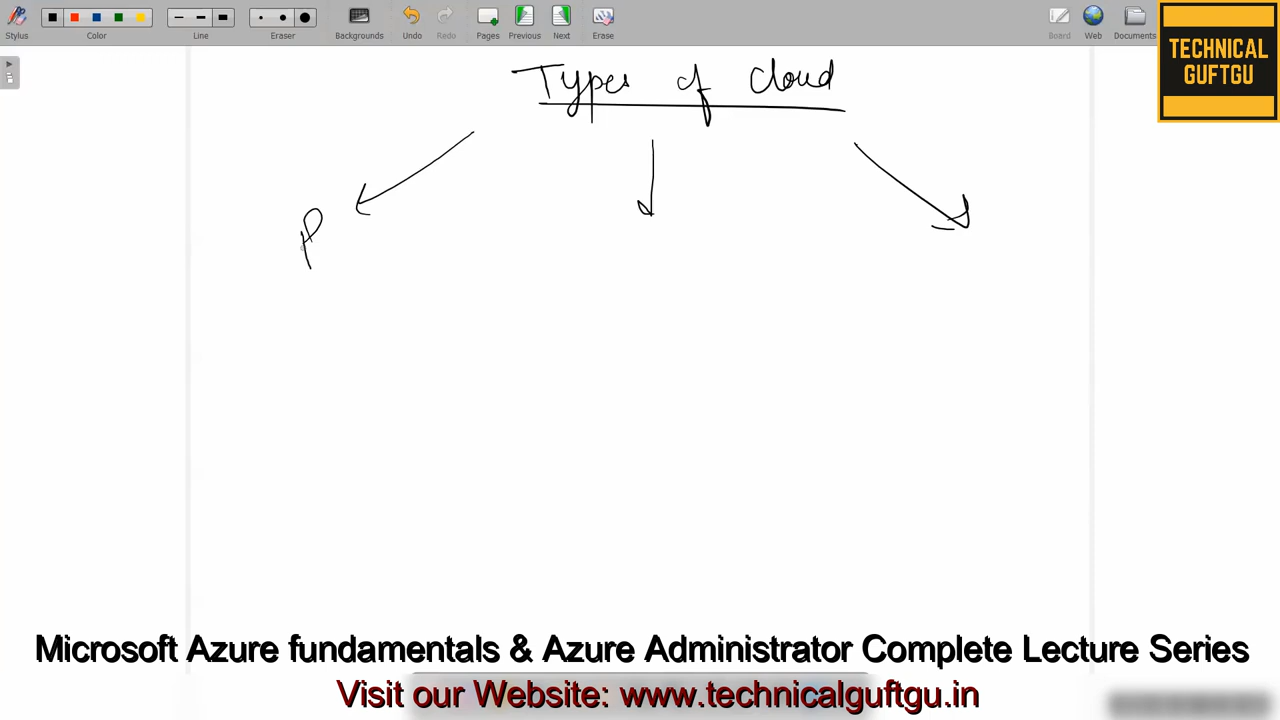 Stylus
Color
Line
Eraser
Backgrounds
Undo
Redo
Pages
Previous
Next
Erase
Board
Web
Documents
TECHNICAL
GUFTGU
Types of Cloud
P
Microsoft Azure fundamentals & Azure Administrator Complete Lecture Series
Visit our Website: www.technicalguftgu.in